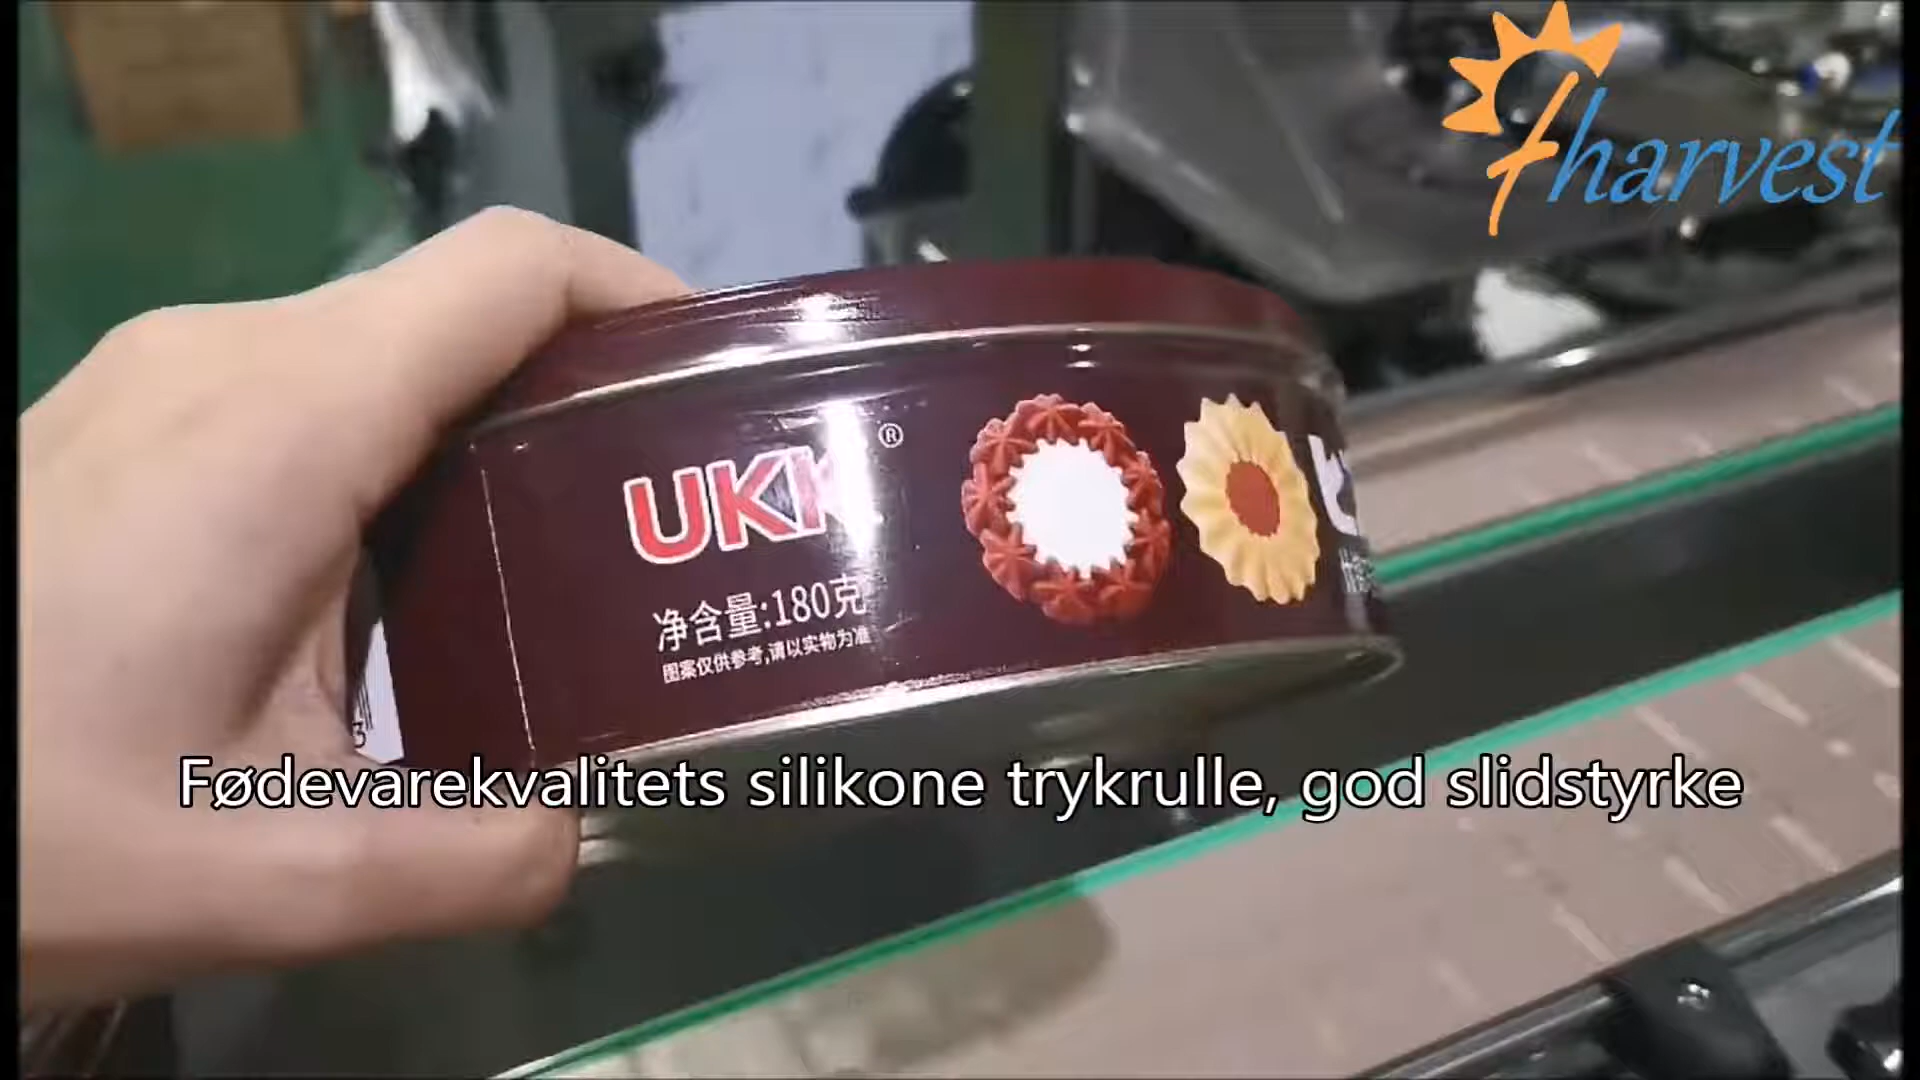 harvest
UKK
®
净含量:180克
图案仅供参考,请以实物为准
3
Fødevarekvalitets silikone trykrulle, god slidstyrke